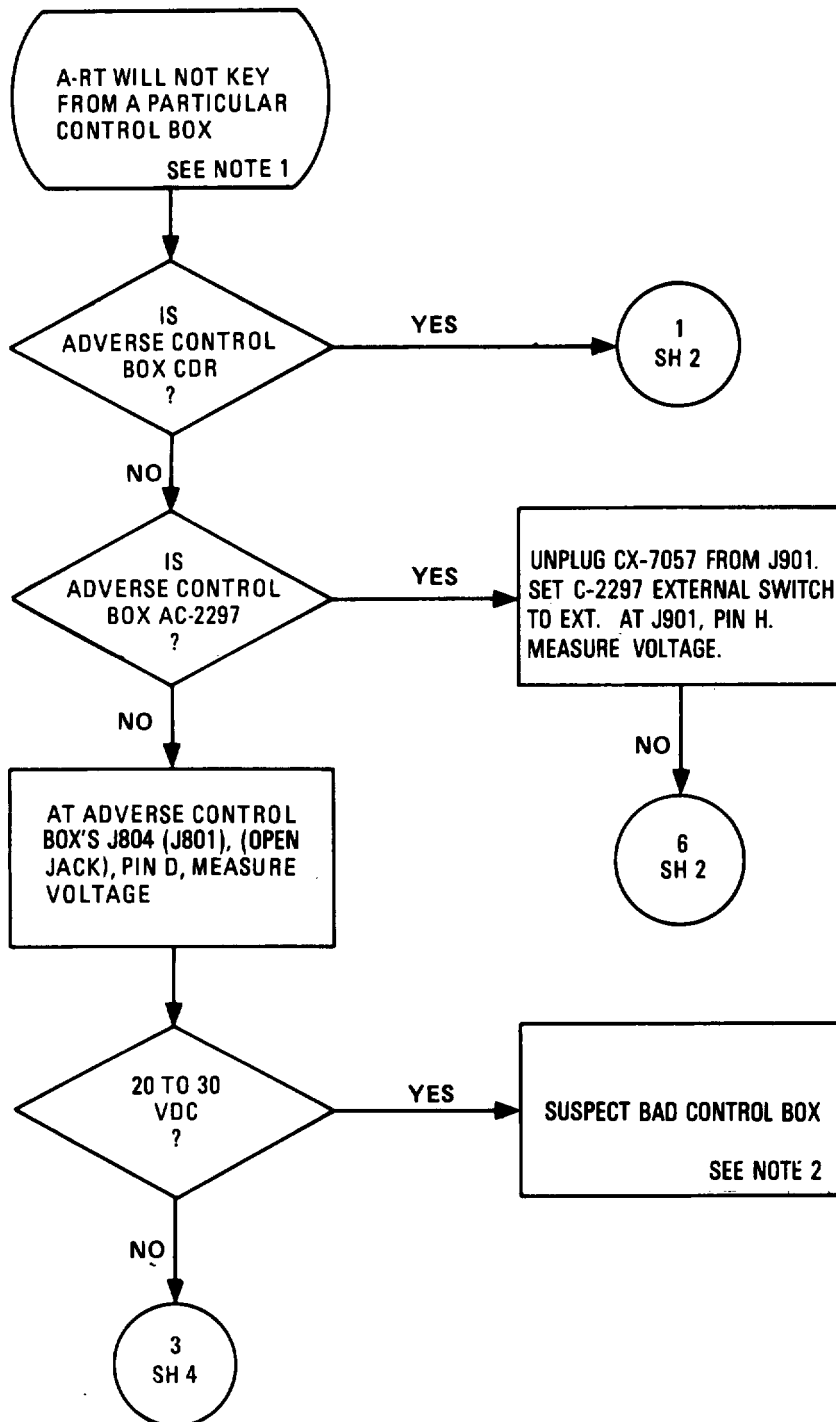 A-RT WILL NOT KEY
FROM A PARTICULAR
CONTROL BOX
SEE NOTE 1
IS
ADVERSE CONTROL
BOX CDR
?
YES
1
SH 2
NO
IS
ADVERSE CONTROL
BOX AC-2297
?
YES
UNPLUG CX-7057 FROM J901.
SET C-2297 EXTERNAL SWITCH
TO EXT. AT J901, PIN H.
MEASURE VOLTAGE.
NO
6
SH 2
NO
AT ADVERSE CONTROL
BOX'S J804 (J801), (OPEN
JACK), PIN D, MEASURE
VOLTAGE
20 TO 30
VDC
?
YES
SUSPECT BAD CONTROL BOX
SEE NOTE 2
NO
3
SH 4